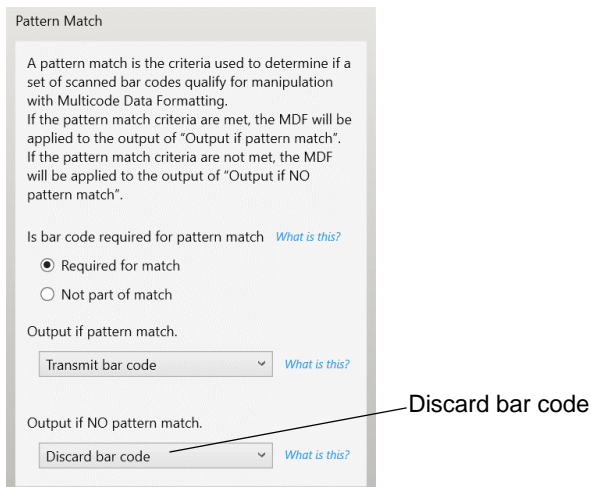 Pattern Match
A pattern match is the criteria used to determine if a
set of scanned bar codes qualify for manipulation
with Multicode Data Formatting.
If the pattern match criteria are met, the MDF will be
applied to the output of “Output if pattern match”.
If the pattern match criteria are not met, the MDF
will be applied to the output of “Output if NO
pattern match”.
Is bar code required for pattern match What is this?
Required for match
Not part of match
Output if pattern match.
Transmit bar code What is this?
Discard bar code
Output if NO pattern match.
Discard bar code What is this?